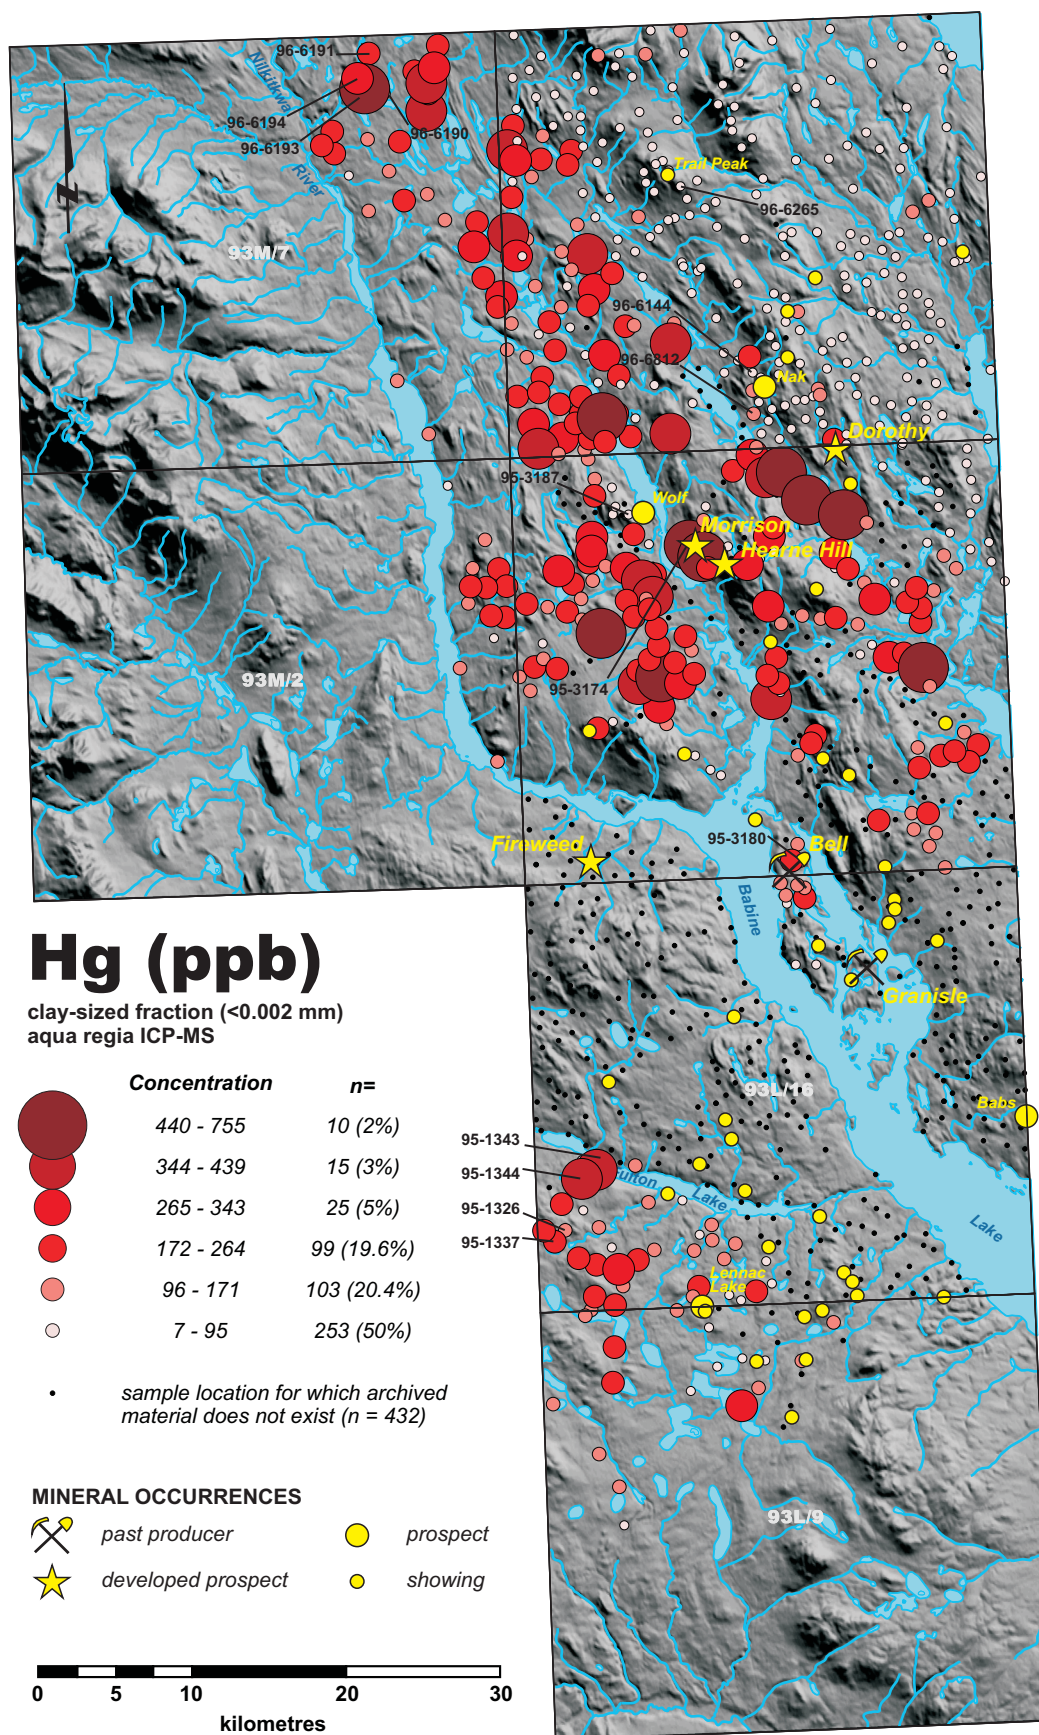 96-6191
Nilkitkwa
96-6194
96-6190
96-6193
River
Trail Peak
96-6265
93M/7
96-6144
96-6812
Nak
Dorothy
95-3187
Wolf
Morrison
Hearne Hill
93M/2
95-3174
95-3180
Bell
Fireweed
Babine
Granisle
Hg (ppb)
clay-sized fraction (<0.002 mm)
aqua regia ICP-MS
Concentration n=
440 - 755 10 (2%)
344 - 439 15 (3%)
265 - 343 25 (5%)
172 - 264 99 (19.6%)
96 - 171 103 (20.4%)
7 - 95 253 (50%)
sample location for which archived
material does not exist (n = 432)
93L/16
Babs
95-1343
95-1344
95-1326
95-1337
Fulton
Lake
Lake
Lennac
Lake
93L/9
MINERAL OCCURRENCES
past producer prospect
developed prospect showing
0 5 10 20 30
kilometres
N